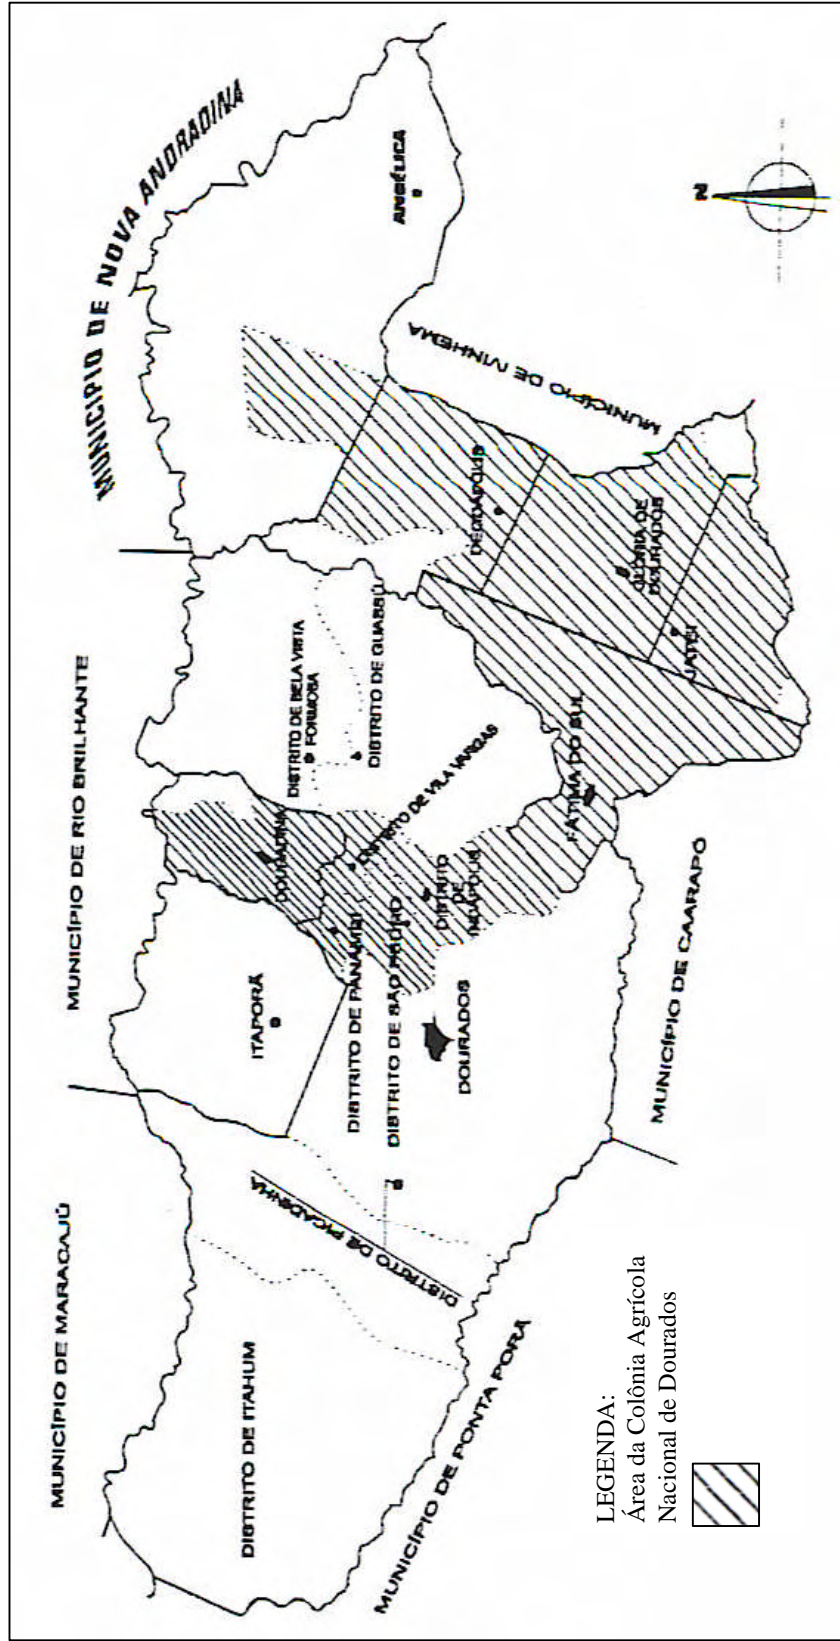 MUNICÍPIO DE MARACAJÚ
MUNICÍPIO DE RIO BRILHANTE
MUNICÍPIO DE NOVA ANDRADINA
DISTRITO DE ITAHUM
DISTRITO DE PICADINHA
ITAPORÃ
DISTRITO DE PANAMBI
DISTRITO DE SÃO PEDRO
DOURADOS
DOURADINA
DISTRITO DE VILA VARGAS
DISTRITO
DE
INDÁPOLIS
DISTRITO DE BELA VISTA
FORMOSA
DISTRITO DE GUASSÚ
FÁTIMA DO SUL
DEODÁPOLIS
GLÓRIA DE
DOURADOS
JATEÍ
ANGÉLICA
MUNICÍPIO DE IVINHEMA
MUNICÍPIO DE PONTA PORÃ
MUNICÍPIO DE CAARAPÓ
N
LEGENDA:
Área da Colônia Agrícola
Nacional de Dourados